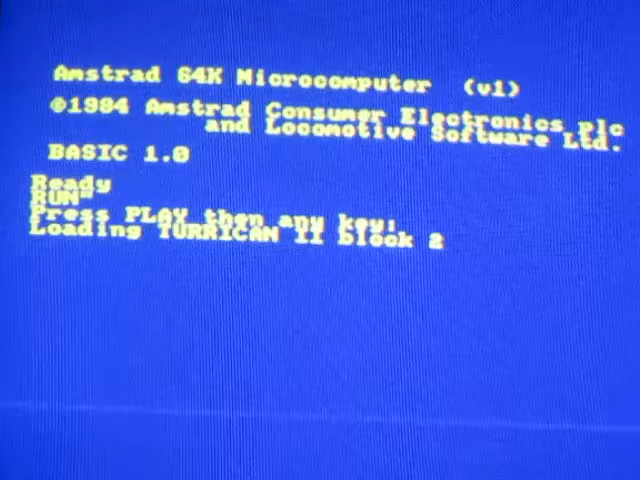 Amstrad 64K Microcomputer (v1)
©1984 Amstrad Consumer Electronics plc
and Locomotive Software Ltd.
BASIC 1.0
Ready
RUN"
Press PLAY then any key:
Loading TURRICAN II block 2